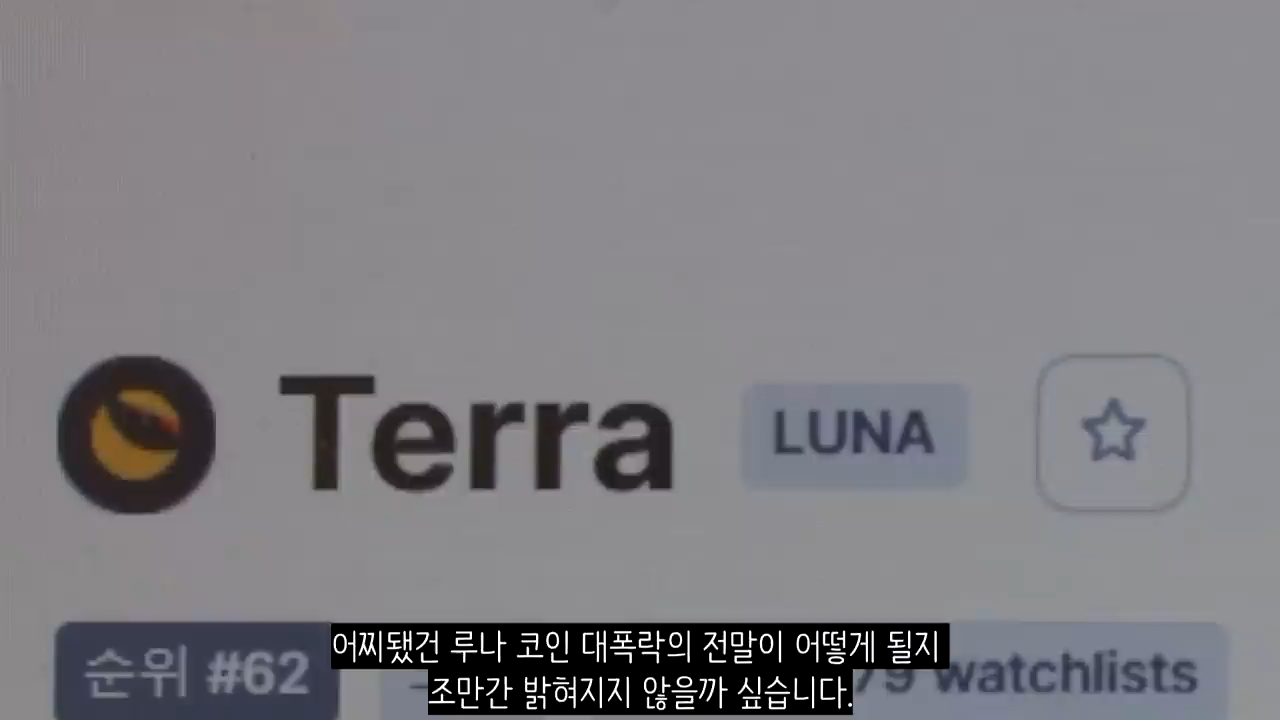 Terra LUNA
순위 #62
79 watchlists
어찌됐건 루나 코인 대폭락의 전말이 어떻게 될지
조만간 밝혀지지 않을까 싶습니다.